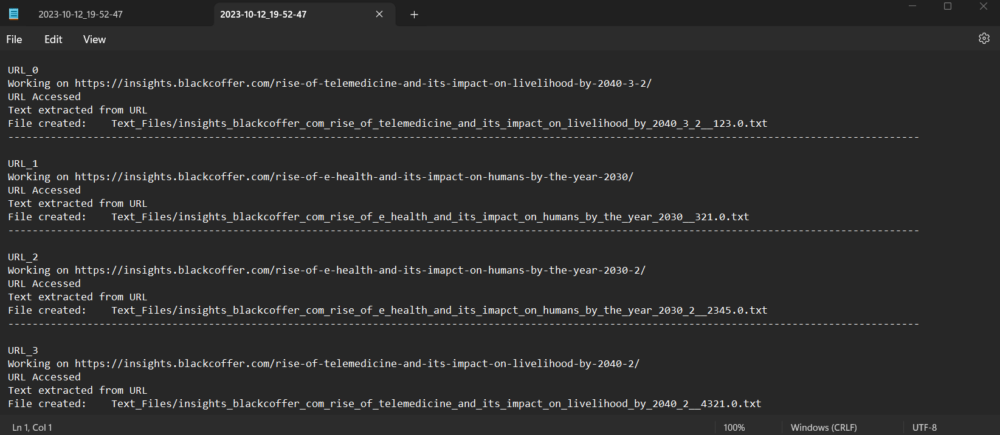 2023-10-12_19-52-47
2023-10-12_19-52-47
File Edit View
URL_0
Working on https://insights.blackcoffer.com/rise-of-telemedicine-and-its-impact-on-livelihood-by-2040-3-2/
URL Accessed
Text extracted from URL
File created:    Text_Files/insights_blackcoffer_com_rise_of_telemedicine_and_its_impact_on_livelihood_by_2040_3_2__123.0.txt
------------------------------------------------------------------------------------------------------------------------------------------------------
URL_1
Working on https://insights.blackcoffer.com/rise-of-e-health-and-its-impact-on-humans-by-the-year-2030/
URL Accessed
Text extracted from URL
File created:    Text_Files/insights_blackcoffer_com_rise_of_e_health_and_its_impact_on_humans_by_the_year_2030__321.0.txt
------------------------------------------------------------------------------------------------------------------------------------------------------
URL_2
Working on https://insights.blackcoffer.com/rise-of-e-health-and-its-imapct-on-humans-by-the-year-2030-2/
URL Accessed
Text extracted from URL
File created:    Text_Files/insights_blackcoffer_com_rise_of_e_health_and_its_imapct_on_humans_by_the_year_2030_2__2345.0.txt
------------------------------------------------------------------------------------------------------------------------------------------------------
URL_3
Working on https://insights.blackcoffer.com/rise-of-telemedicine-and-its-impact-on-livelihood-by-2040-2/
URL Accessed
Text extracted from URL
File created:    Text_Files/insights_blackcoffer_com_rise_of_telemedicine_and_its_impact_on_livelihood_by_2040_2__4321.0.txt
Ln 1, Col 1 100% Windows (CRLF) UTF-8